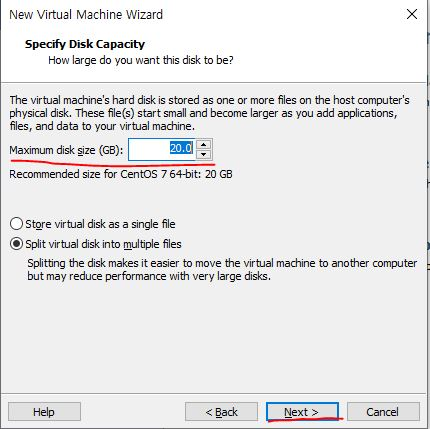 New Virtual Machine Wizard
Specify Disk Capacity
How large do you want this disk to be?
The virtual machine's hard disk is stored as one or more files on the host computer's
physical disk. These file(s) start small and become larger as you add applications,
files, and data to your virtual machine.
Maximum disk size (GB): 20.0
Recommended size for CentOS 7 64-bit: 20 GB
Store virtual disk as a single file
Split virtual disk into multiple files
Splitting the disk makes it easier to move the virtual machine to another computer
but may reduce performance with very large disks.
Help < Back Next > Cancel